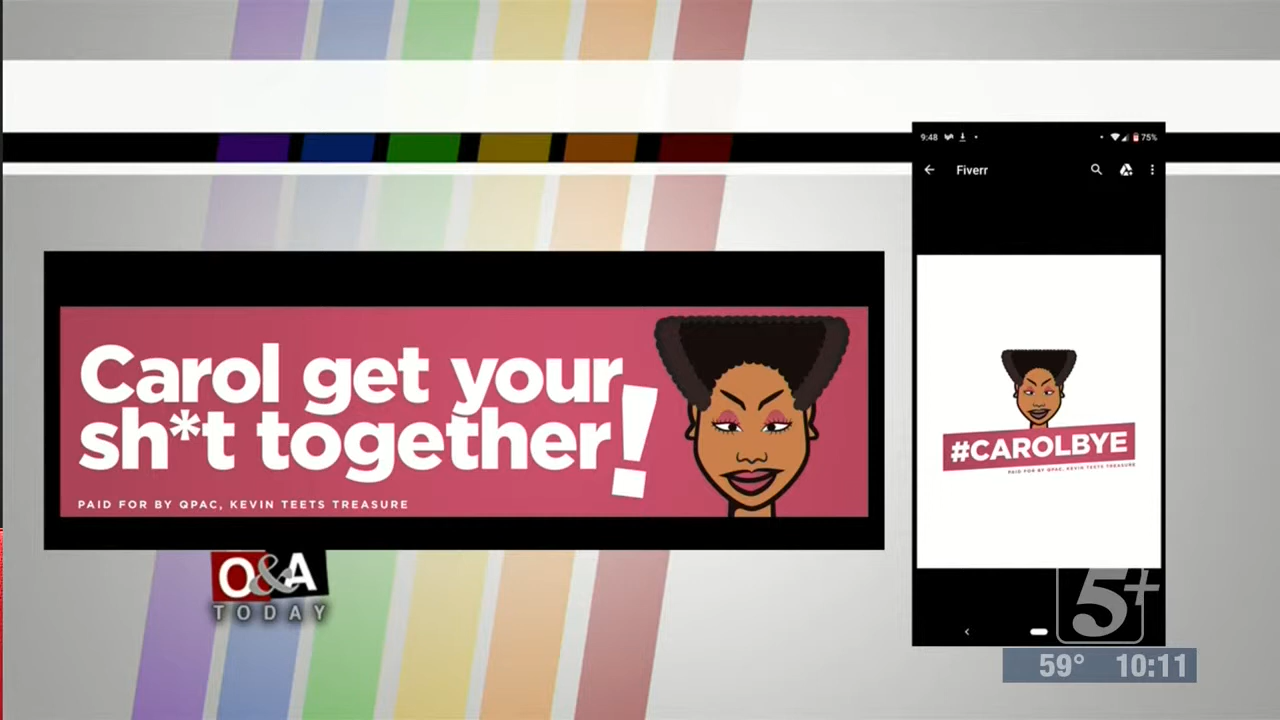 9:48
75%
Fiverr
Carol get your
sh*t together!
PAID FOR BY QPAC, KEVIN TEETS TREASURE
#CAROLBYE
PAID FOR BY QPAC, KEVIN TEETS TREASURE
Q&A
TODAY
5+
59° 10:11